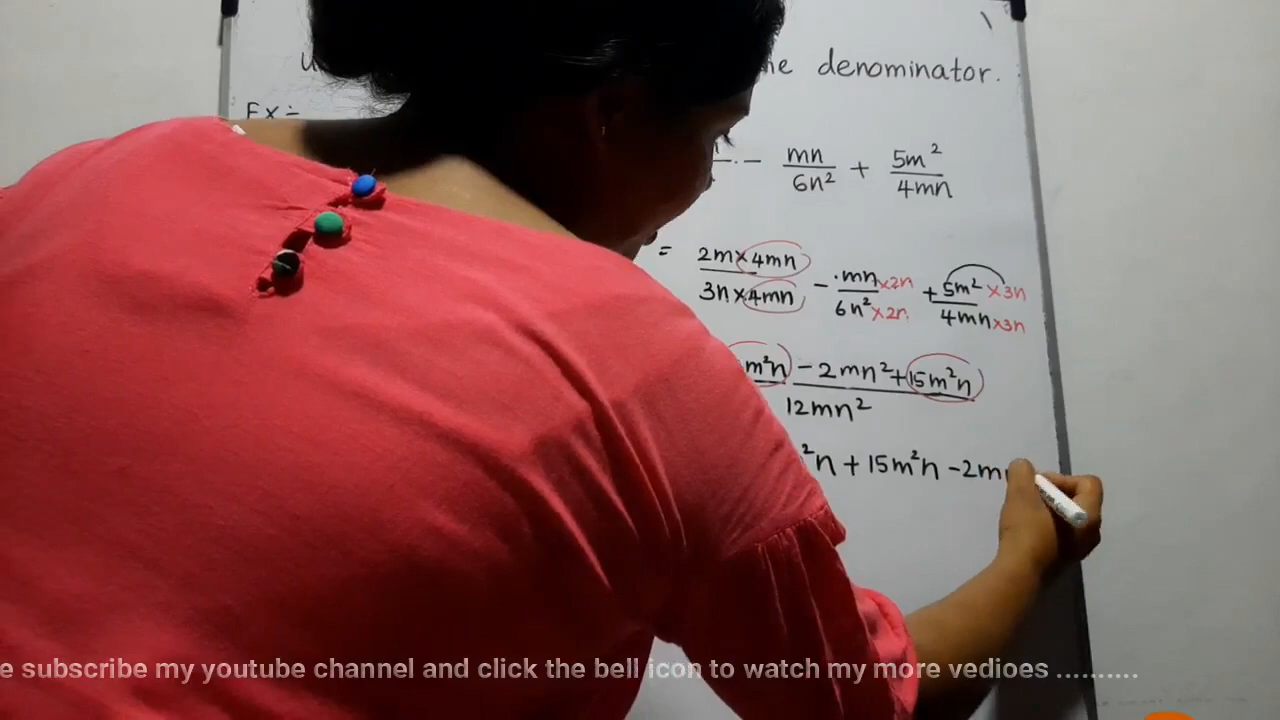 denominator.
Ex:-
- mn/6n² + 5m²/4mn
= 2m×4mn/3n×4mn - mn×2n/6n²×2n + 5m²×3n/4mn×3n
m²n - 2mn² + 15m²n/12mn²
²n + 15m²n - 2m
subscribe my youtube channel and click the bell icon to watch my more vedioes ..........